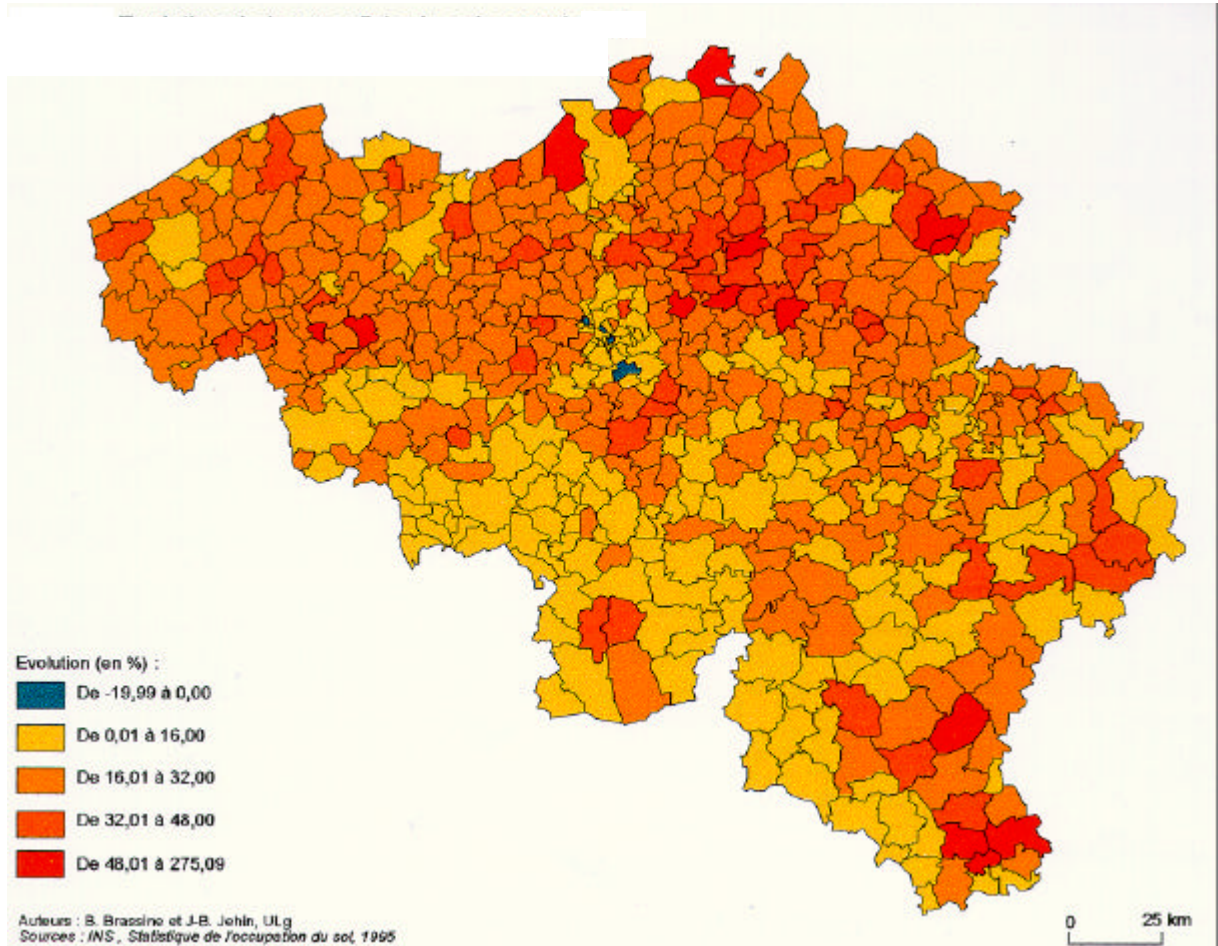 Evolution (en %) :
De -19,99 à 0,00
De 0,01 à 16,00
De 16,01 à 32,00
De 32,01 à 48,00
De 48,01 à 275,09
Auteurs : B. Brassine et J-B. Jehin, ULg
Sources : INS , Statistique de l'occupation du sol, 1995
0 25 km